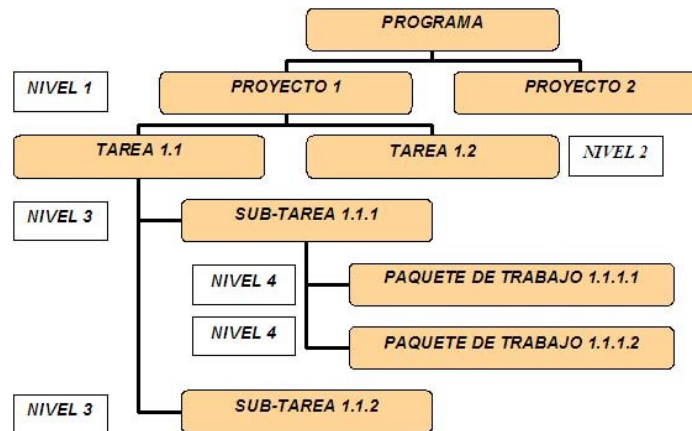 PROGRAMA
NIVEL 1
PROYECTO 1
PROYECTO 2
TAREA 1.1
TAREA 1.2
NIVEL 2
NIVEL 3
SUB-TAREA 1.1.1
NIVEL 4
PAQUETE DE TRABAJO 1.1.1.1
NIVEL 4
PAQUETE DE TRABAJO 1.1.1.2
NIVEL 3
SUB-TAREA 1.1.2